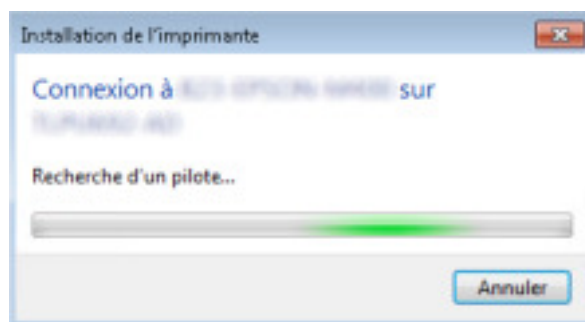 Installation de l'imprimante
Connexion à sur
Recherche d'un pilote...
Annuler